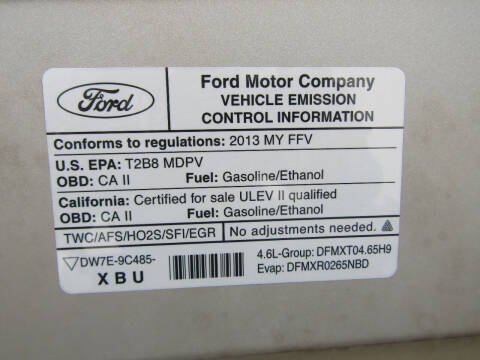 Ford
Ford Motor Company
VEHICLE EMISSION
CONTROL INFORMATION
Conforms to regulations: 2013 MY FFV
U.S. EPA: T2B8 MDPV
OBD: CA II Fuel: Gasoline/Ethanol
California: Certified for sale ULEV II qualified
OBD: CA II Fuel: Gasoline/Ethanol
TWC/AFS/HO2S/SFI/EGR No adjustments needed.
DW7E-9C485-
XBU
4.6L-Group: DFMXT04.65H9
Evap: DFMXR0265NBD